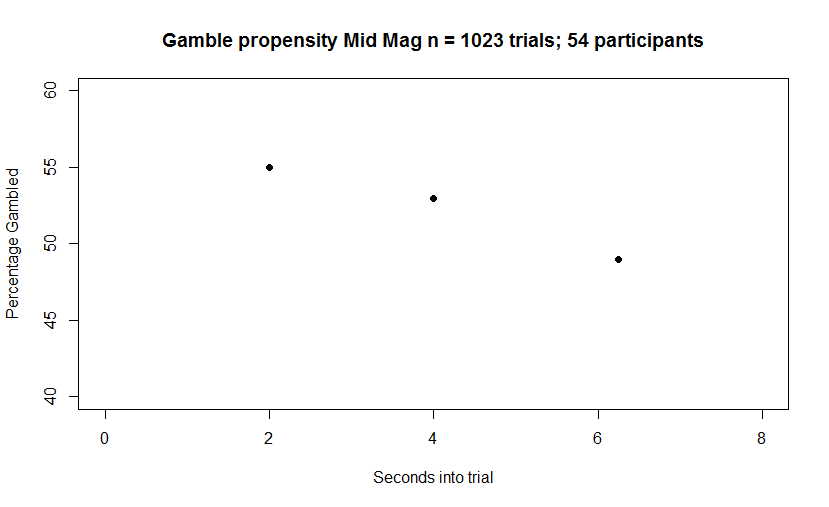 Gamble propensity Mid Mag n = 1023 trials; 54 participants
Percentage Gambled
60
55
50
45
40
0 2 4 6 8
Seconds into trial